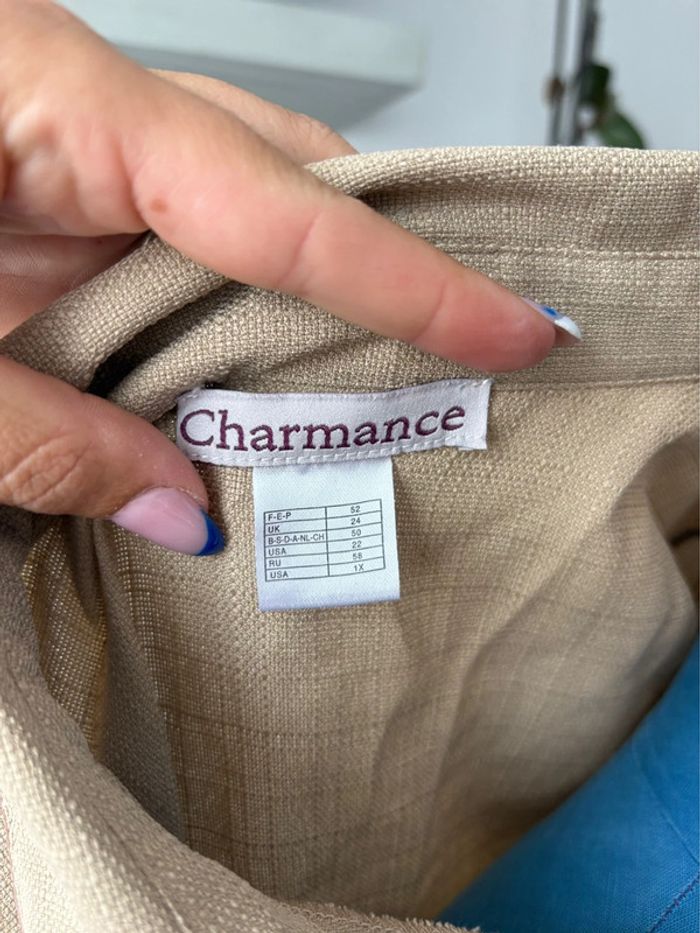 Charmance
F-E-P 52
UK 24
B-S-D-A-NL-CH 50
USA 22
RU 58
USA 1X